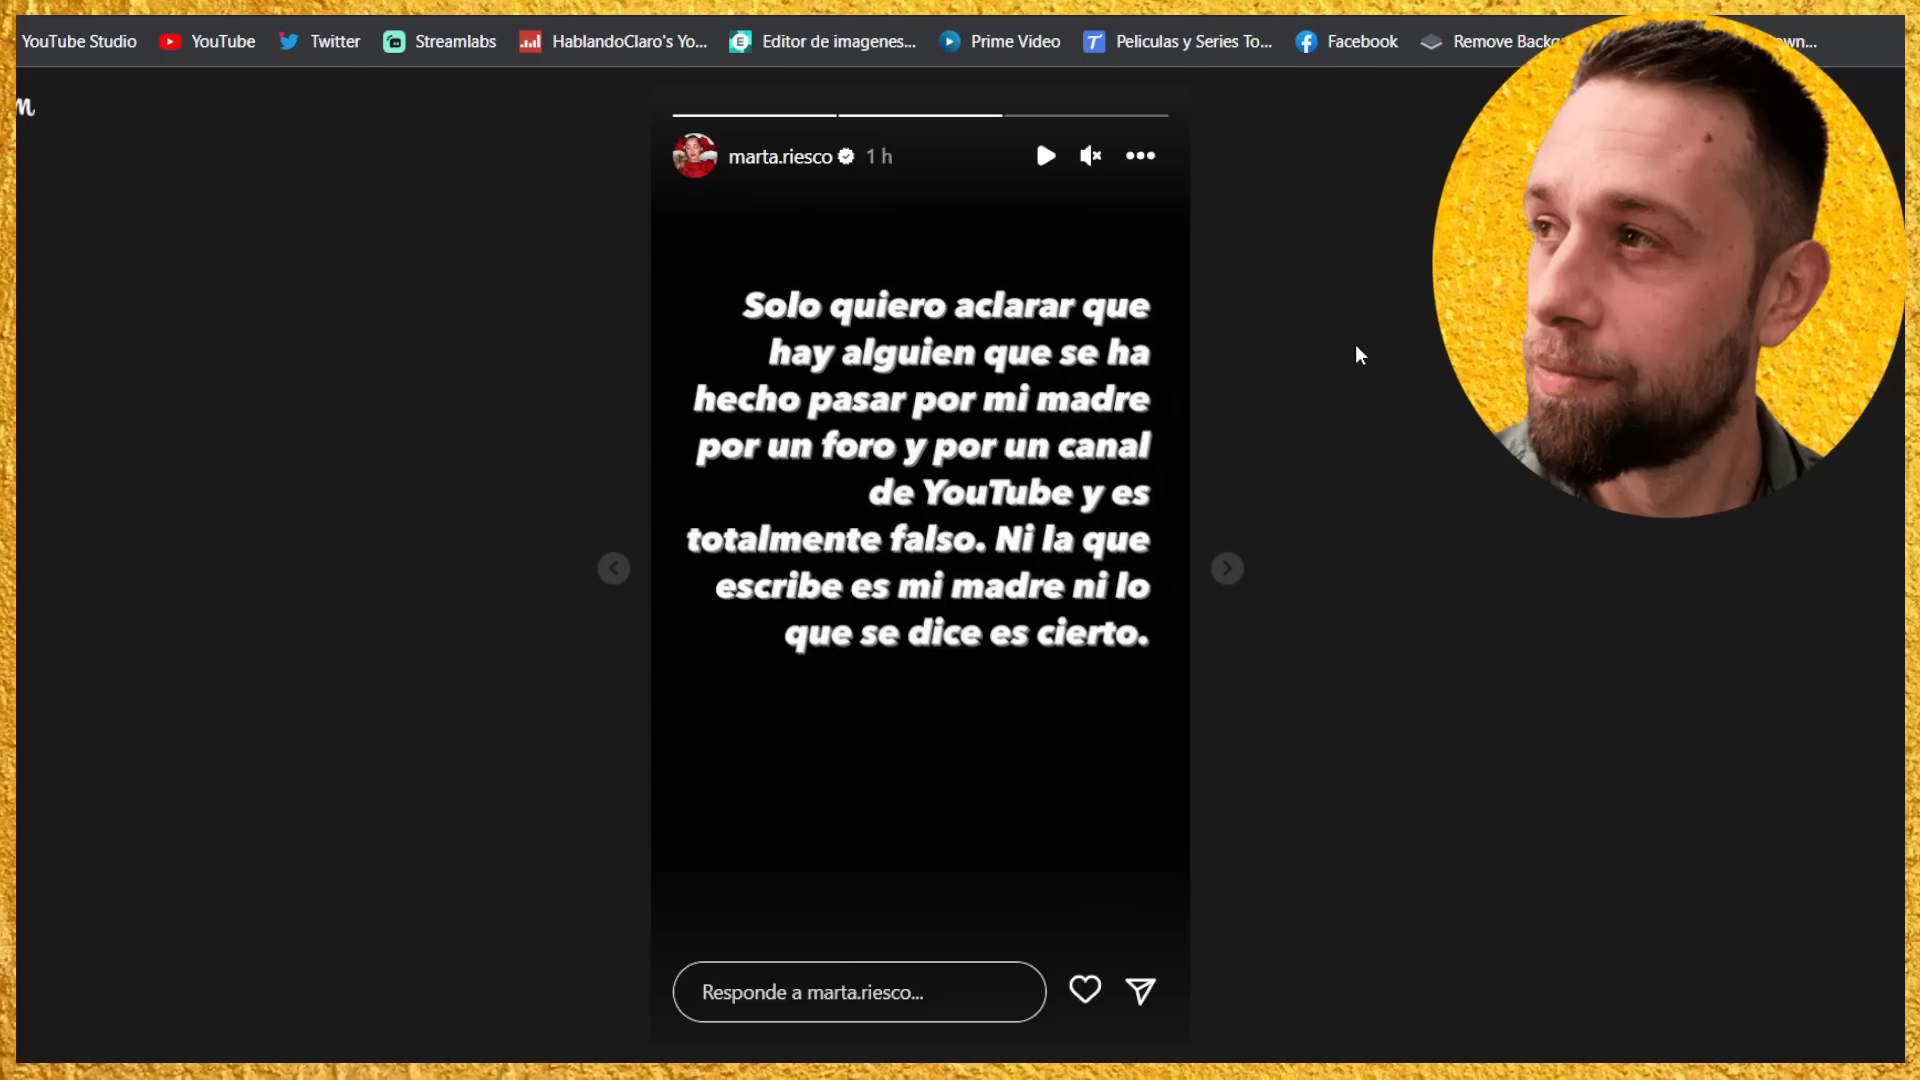 YouTube Studio
YouTube
Twitter
Streamlabs
HablandoClaro's Yo...
Editor de imagenes...
Prime Video
Peliculas y Series To...
Facebook
Remove
m
marta.riesco 1 h
Solo quiero aclarar que
hay alguien que se ha
hecho pasar por mi madre
por un foro y por un canal
de YouTube y es
totalmente falso. Ni la que
escribe es mi madre ni lo
que se dice es cierto.
Responde a marta.riesco...